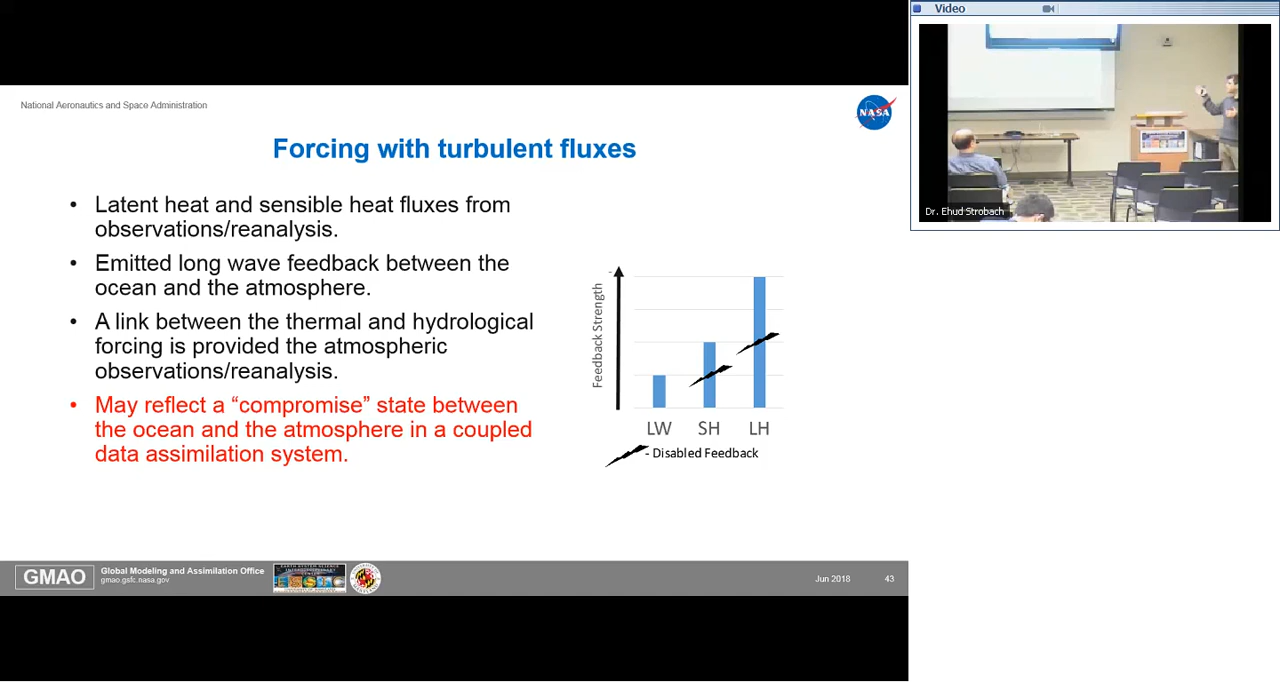 Video
National Aeronautics and Space Administration
NASA
Forcing with turbulent fluxes
• Latent heat and sensible heat fluxes from
observations/reanalysis.
• Emitted long wave feedback between the
ocean and the atmosphere.
• A link between the thermal and hydrological
forcing is provided the atmospheric
observations/reanalysis.
• May reflect a “compromise” state between
the ocean and the atmosphere in a coupled
data assimilation system.
Feedback Strength
LW SH LH
- Disabled Feedback
Dr. Ehud Strobach
GMAO
Global Modeling and Assimilation Office
gmao.gsfc.nasa.gov
Jun 2018 43